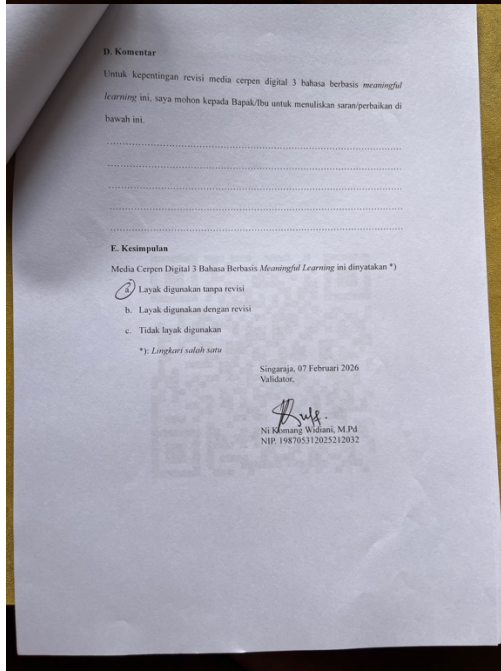 D. Komentar
Untuk kepentingan revisi media cerpen digital 3 bahasa berbasis meaningful
learning ini, saya mohon kepada Bapak/Ibu untuk menuliskan saran/perbaikan di
bawah ini.
E. Kesimpulan
Media Cerpen Digital 3 Bahasa Berbasis Meaningful Learning ini dinyatakan *)
a. Layak digunakan tanpa revisi
b. Layak digunakan dengan revisi
c. Tidak layak digunakan
*): Lingkari salah satu
Singaraja, 07 Februari 2026
Validator,
Ni Komang Widiani, M.Pd
NIP. 198705312025212032